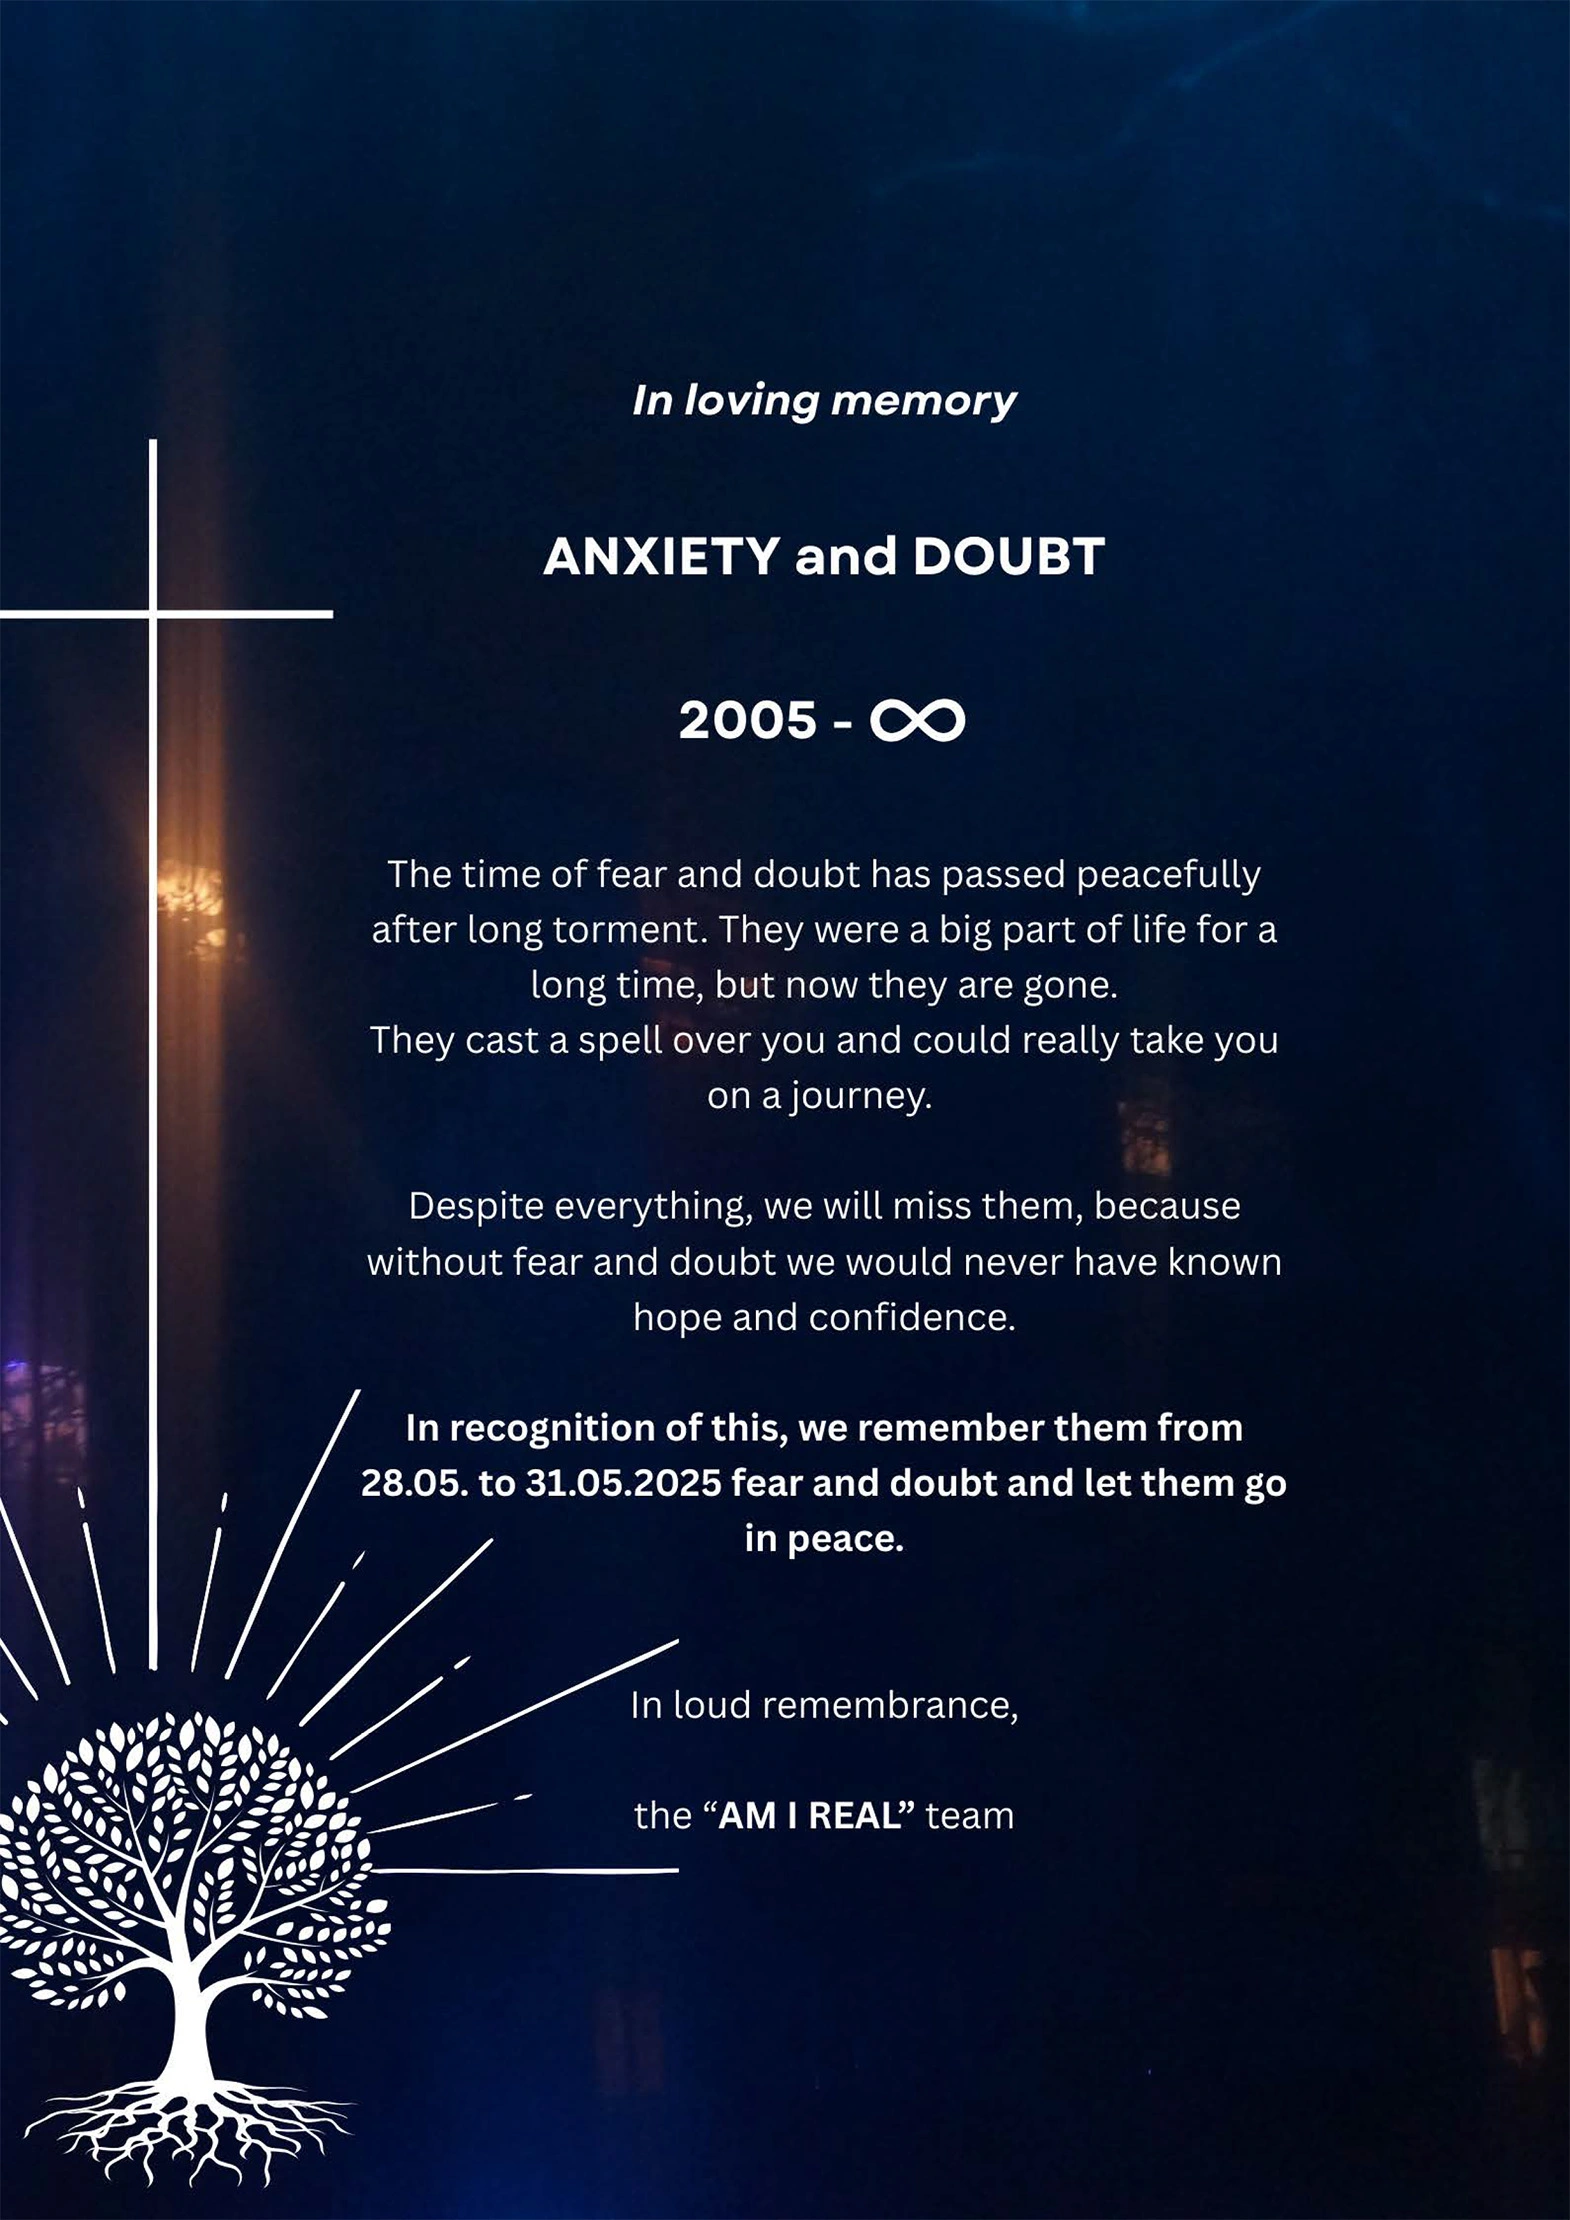 In loving memory
ANXIETY and DOUBT
2005 - ∞
The time of fear and doubt has passed peacefully
after long torment. They were a big part of life for a
long time, but now they are gone.
They cast a spell over you and could really take you
on a journey.
Despite everything, we will miss them, because
without fear and doubt we would never have known
hope and confidence.
In recognition of this, we remember them from
28.05. to 31.05.2025 fear and doubt and let them go
in peace.
In loud remembrance,
the “AM I REAL” team